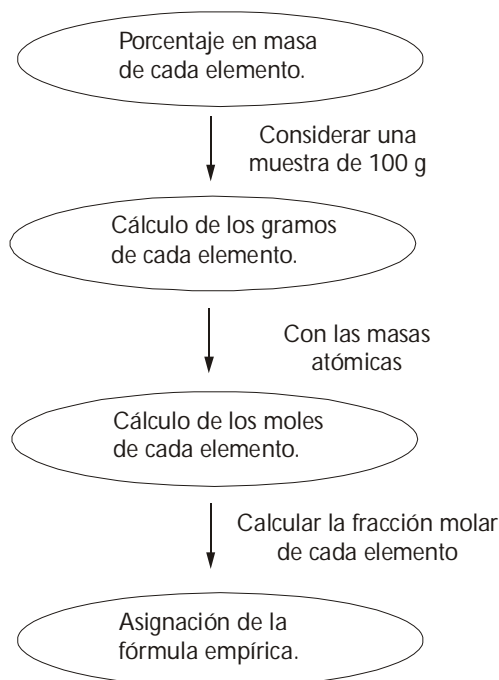 Porcentaje en masa
de cada elemento.
Considerar una
muestra de 100 g
Cálculo de los gramos
de cada elemento.
Con las masas
atómicas
Cálculo de los moles
de cada elemento.
Calcular la fracción molar
de cada elemento
Asignación de la
fórmula empírica.